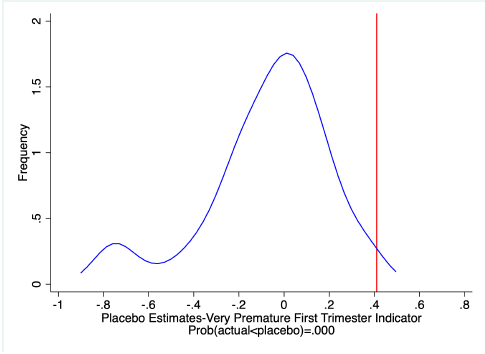 2
1.5
1
.5
0
Frequency
-1 -.8 -.6 -.4 -.2 0 .2 .4 .6 .8
Placebo Estimates-Very Premature First Trimester Indicator
Prob(actual<placebo)=.000